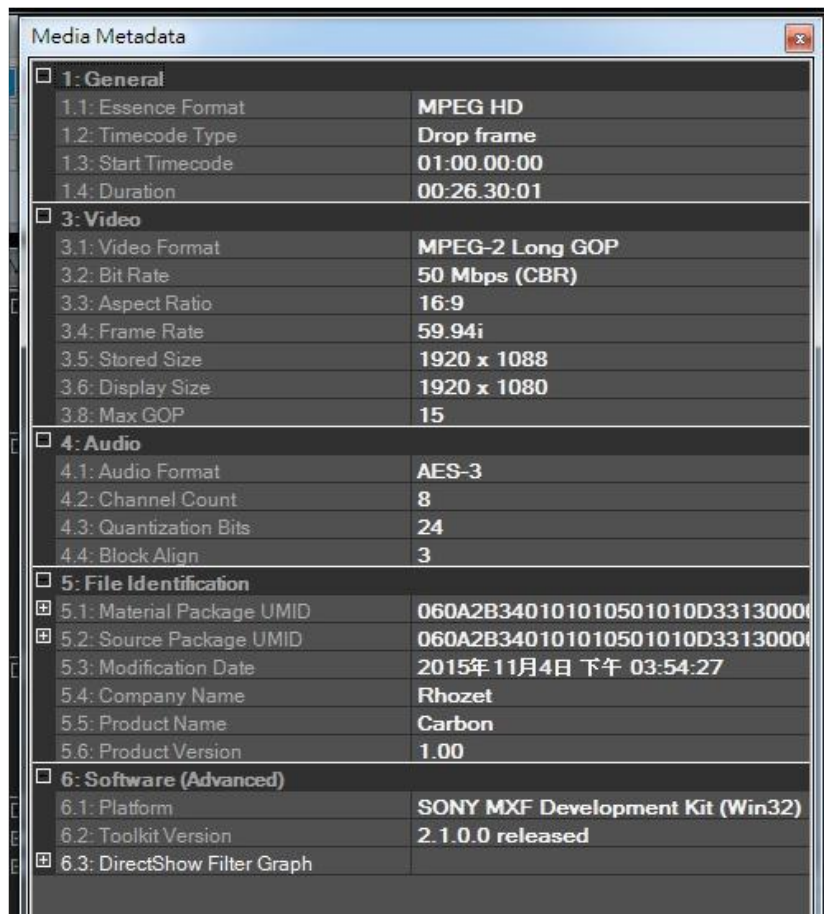 Media Metadata
1: General
1.1: Essence Format MPEG HD
1.2: Timecode Type Drop frame
1.3: Start Timecode 01:00.00:00
1.4: Duration 00:26.30:01
3: Video
3.1: Video Format MPEG-2 Long GOP
3.2: Bit Rate 50 Mbps (CBR)
3.3: Aspect Ratio 16:9
3.4: Frame Rate 59.94i
3.5: Stored Size 1920 x 1088
3.6: Display Size 1920 x 1080
3.8: Max GOP 15
4: Audio
4.1: Audio Format AES-3
4.2: Channel Count 8
4.3: Quantization Bits 24
4.4: Block Align 3
5: File Identification
5.1: Material Package UMID 060A2B340101010501010D33130000
5.2: Source Package UMID 060A2B340101010501010D33130000
5.3: Modification Date 2015年11月4日 下午 03:54:27
5.4: Company Name Rhozet
5.5: Product Name Carbon
5.6: Product Version 1.00
6: Software (Advanced)
6.1: Platform SONY MXF Development Kit (Win32)
6.2: Toolkit Version 2.1.0.0 released
6.3: DirectShow Filter Graph